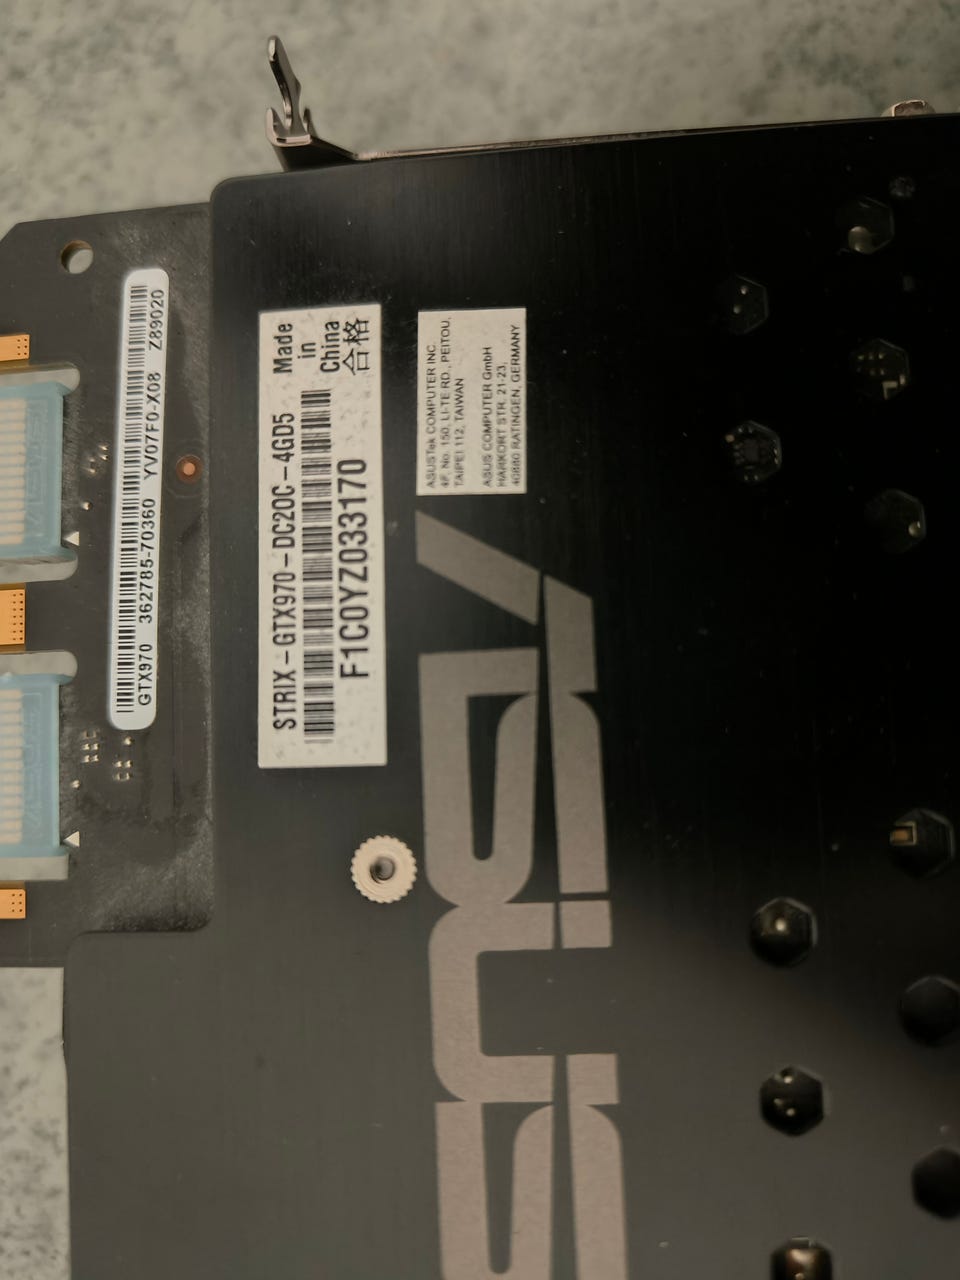 GTX970 362785-70360 YV07F0-X08 Z89020
STRIX-GTX970-DC2OC-4GD5
F1C0YZ033170
Made
in
China
合格
ASUSTek COMPUTER INC.
4F, No. 150, LI-TE RD., PEITOU,
TAIPEI 112, TAIWAN
ASUS COMPUTER GmbH
HARKORT STR. 21-23,
40880 RATINGEN, GERMANY
ASUS